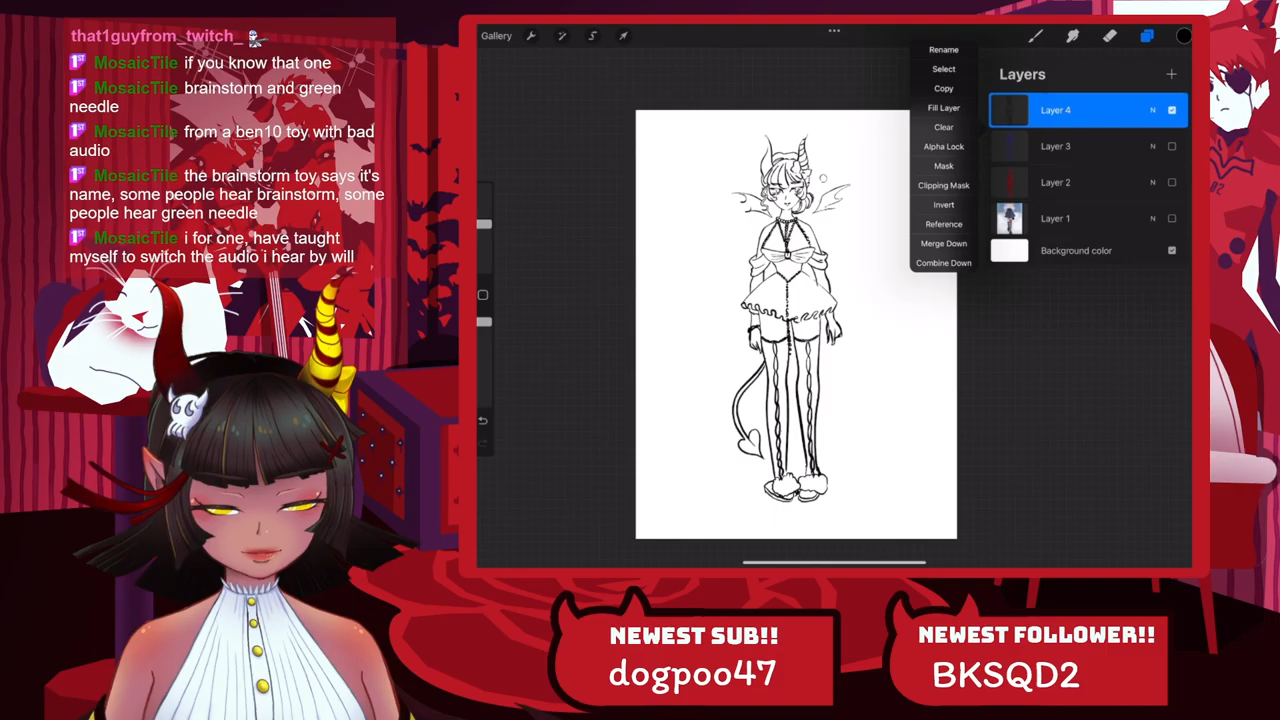 that1guyfrom_twitch_
MosaicTile if you know that one
MosaicTile brainstorm and green
needle
MosaicTile from a ben10 toy with bad
audio
MosaicTile the brainstorm toy says it's
name, some people hear brainstorm, some
people hear green needle
MosaicTile i for one, have taught
myself to switch the audio i hear by will
Gallery
Rename
Select
Copy
Fill Layer
Clear
Alpha Lock
Mask
Clipping Mask
Invert
Reference
Merge Down
Combine Down
Layers
Layer 4 N
Layer 3 N
Layer 2 N
Layer 1 N
Background color
NEWEST SUB!!
dogpoo47
NEWEST FOLLOWER!!
BKSQD2